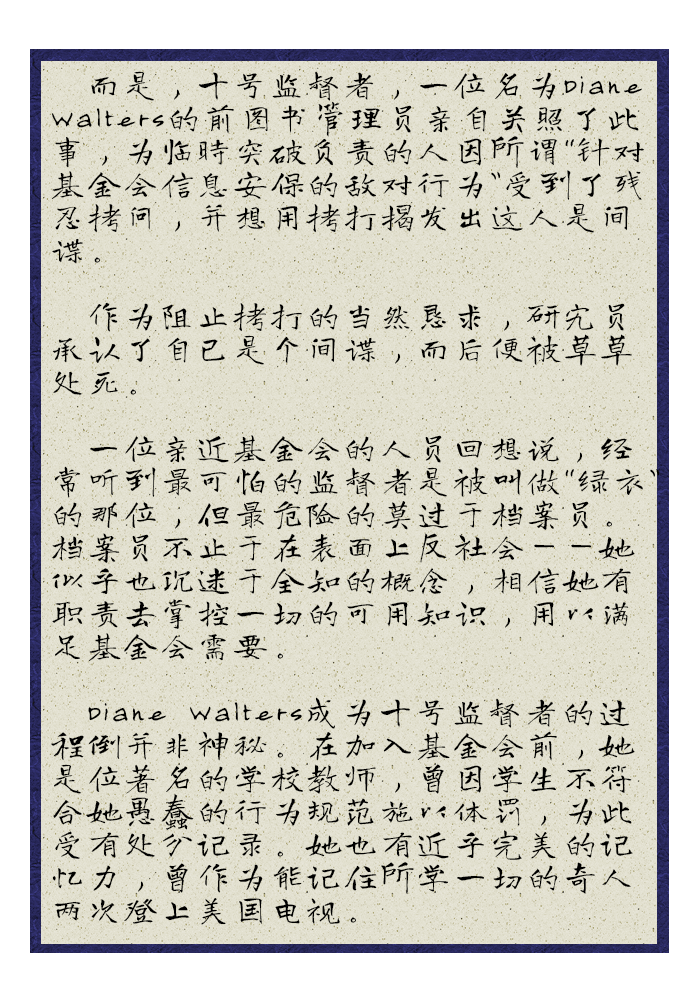 而是，十号监督者，一位名为Diane
Walters的前图书管理员亲自关照了此
事，为临時突破负责的人因所谓“针对
基金会信息安保的敌对行为”受到了残
忍拷问，并想用拷打揭发出这人是间
谍。
作为阻止拷打的当然恳求，研究员
承认了自己是个间谍，而后便被草草
处死。
一位亲近基金会的人员回想说，经
常听到最可怕的监督者是被叫做“绿衣”
的那位，但最危险的莫过于档案员。
档案员不止于在表面上反社会——她
似乎也沉迷于全知的概念，相信她有
职责去掌控一切的可用知识，用以满
足基金会需要。
Diane Walters成为十号监督者的过
程倒并非神秘。在加入基金会前，她
是位著名的学校教师，曾因学生不符
合她愚蠢的行为规范施以体罚，为此
受有处分记录。她也有近乎完美的记
忆力，曾作为能记住所学一切的奇人
两次登上美国电视。